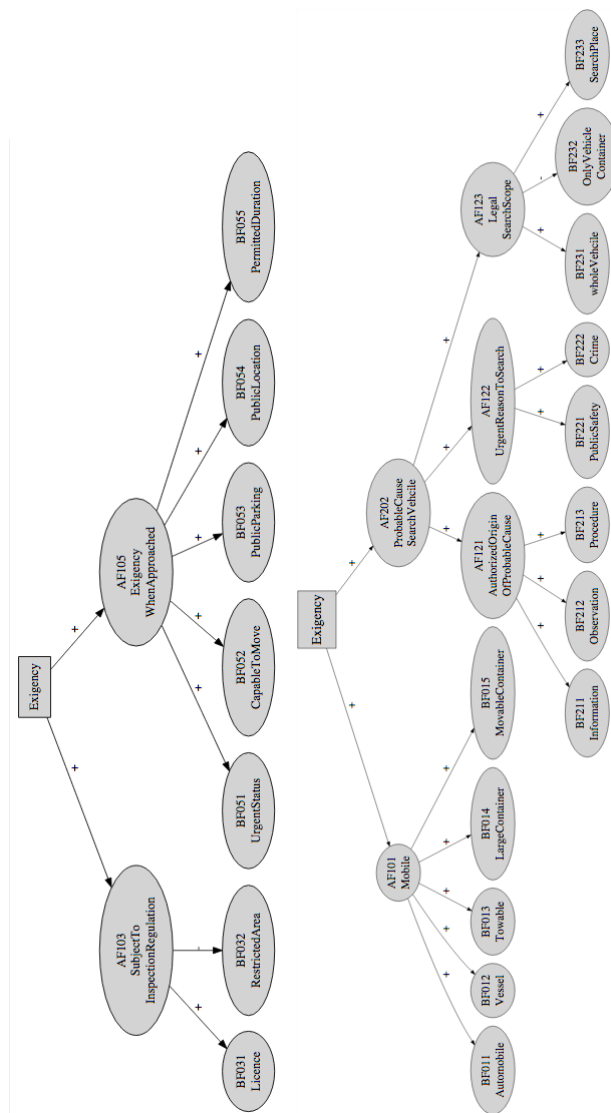 Exigency
+
+
AF103
SubjectTo
InspectionRegulation
AF105
Exigency
WhenApproached
+
-
+
+
+
+
+
BF031
Licence
BF032
RestrictedArea
BF051
UrgentStatus
BF052
CapableToMove
BF053
PublicParking
BF054
PublicLocation
BF055
PermittedDuration
Exigency
+
+
AF101
Mobile
AF202
ProbableCause
SearchVehcile
+
+
+
+
+
+
+
+
BF011
Automobile
BF012
Vessel
BF013
Towable
BF014
LargeContainer
BF015
MovableContainer
AF121
AuthorizedOrigin
OfProbableCause
AF122
UrgentReasonToSearch
AF123
Legal
SearchScope
+
+
+
+
+
+
-
+
BF211
Information
BF212
Observation
BF213
Procedure
BF221
PublicSafety
BF222
Crime
BF231
wholeVehcile
BF232
OnlyVehicle
Container
BF233
SearchPlace